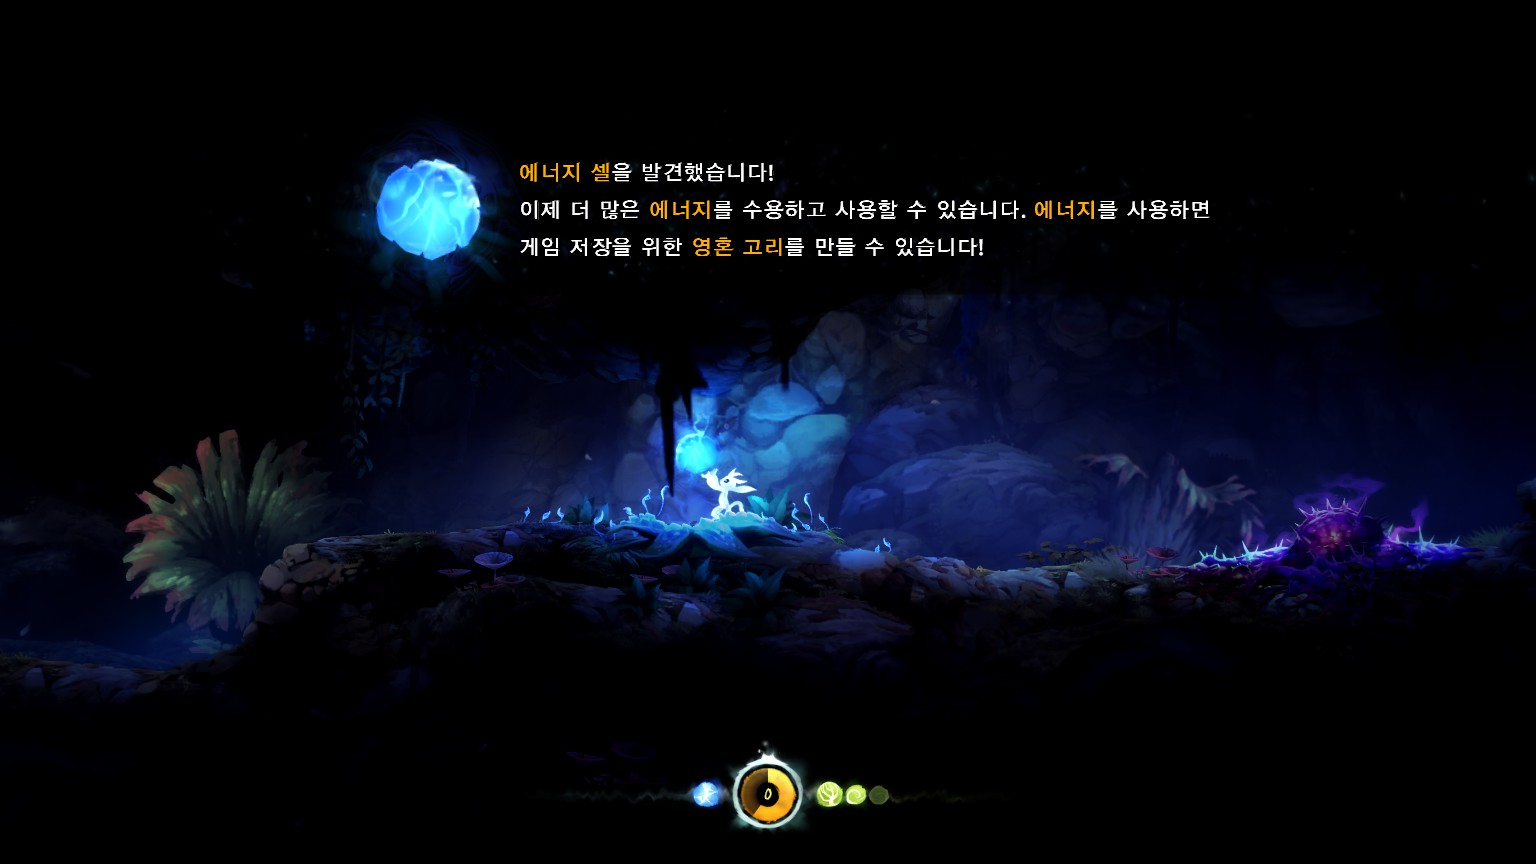 에너지 셀을 발견했습니다!
이제 더 많은 에너지를 수용하고 사용할 수 있습니다. 에너지를 사용하면
게임 저장을 위한 영혼 고리를 만들 수 있습니다!
0